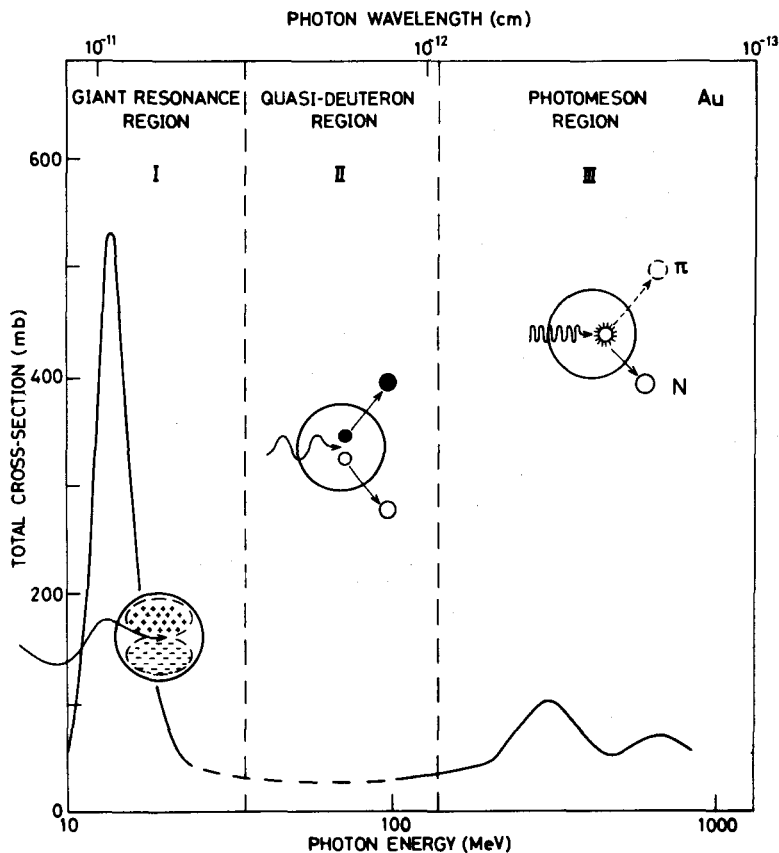 PHOTON WAVELENGTH (cm)
10⁻¹¹ 10⁻¹² 10⁻¹³
GIANT RESONANCE REGION
I
QUASI-DEUTERON REGION
II
PHOTOMESON REGION
III
Au
600
400
200
0
TOTAL CROSS-SECTION (mb)
π
N
10 100 1000
PHOTON ENERGY (MeV)